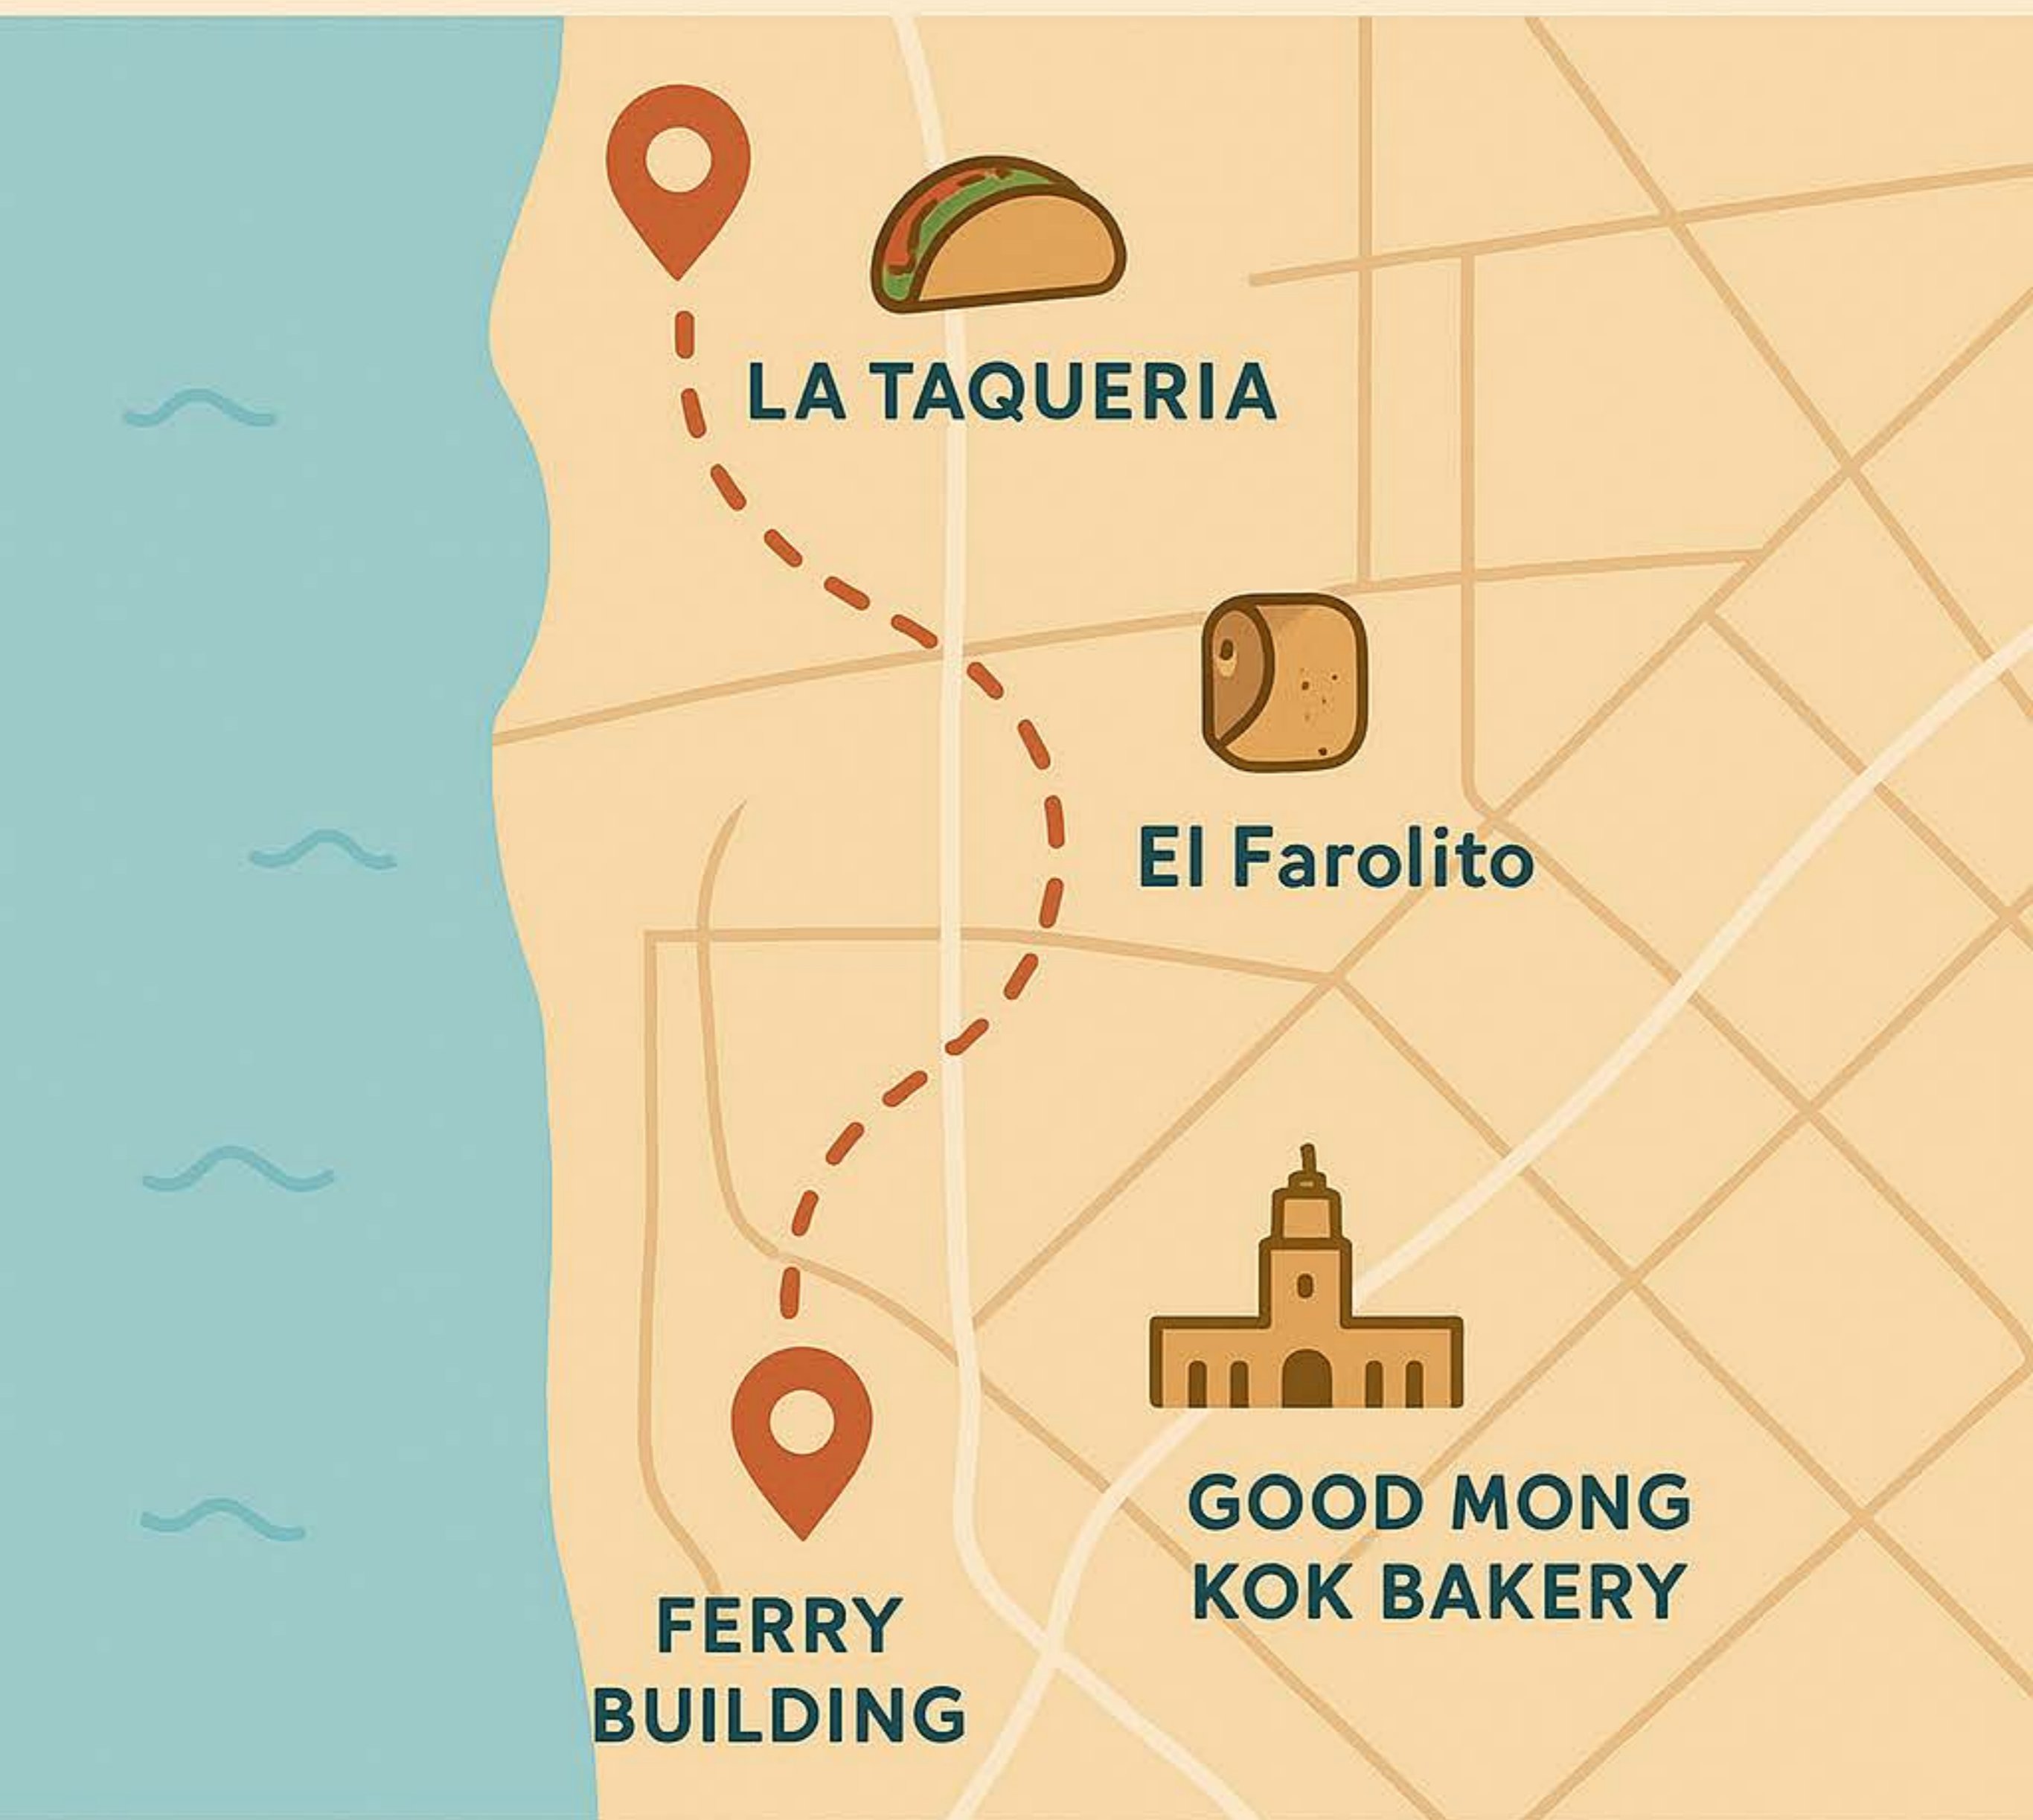 LA TAQUERIA
El Farolito
GOOD MONG
KOK BAKERY
FERRY
BUILDING